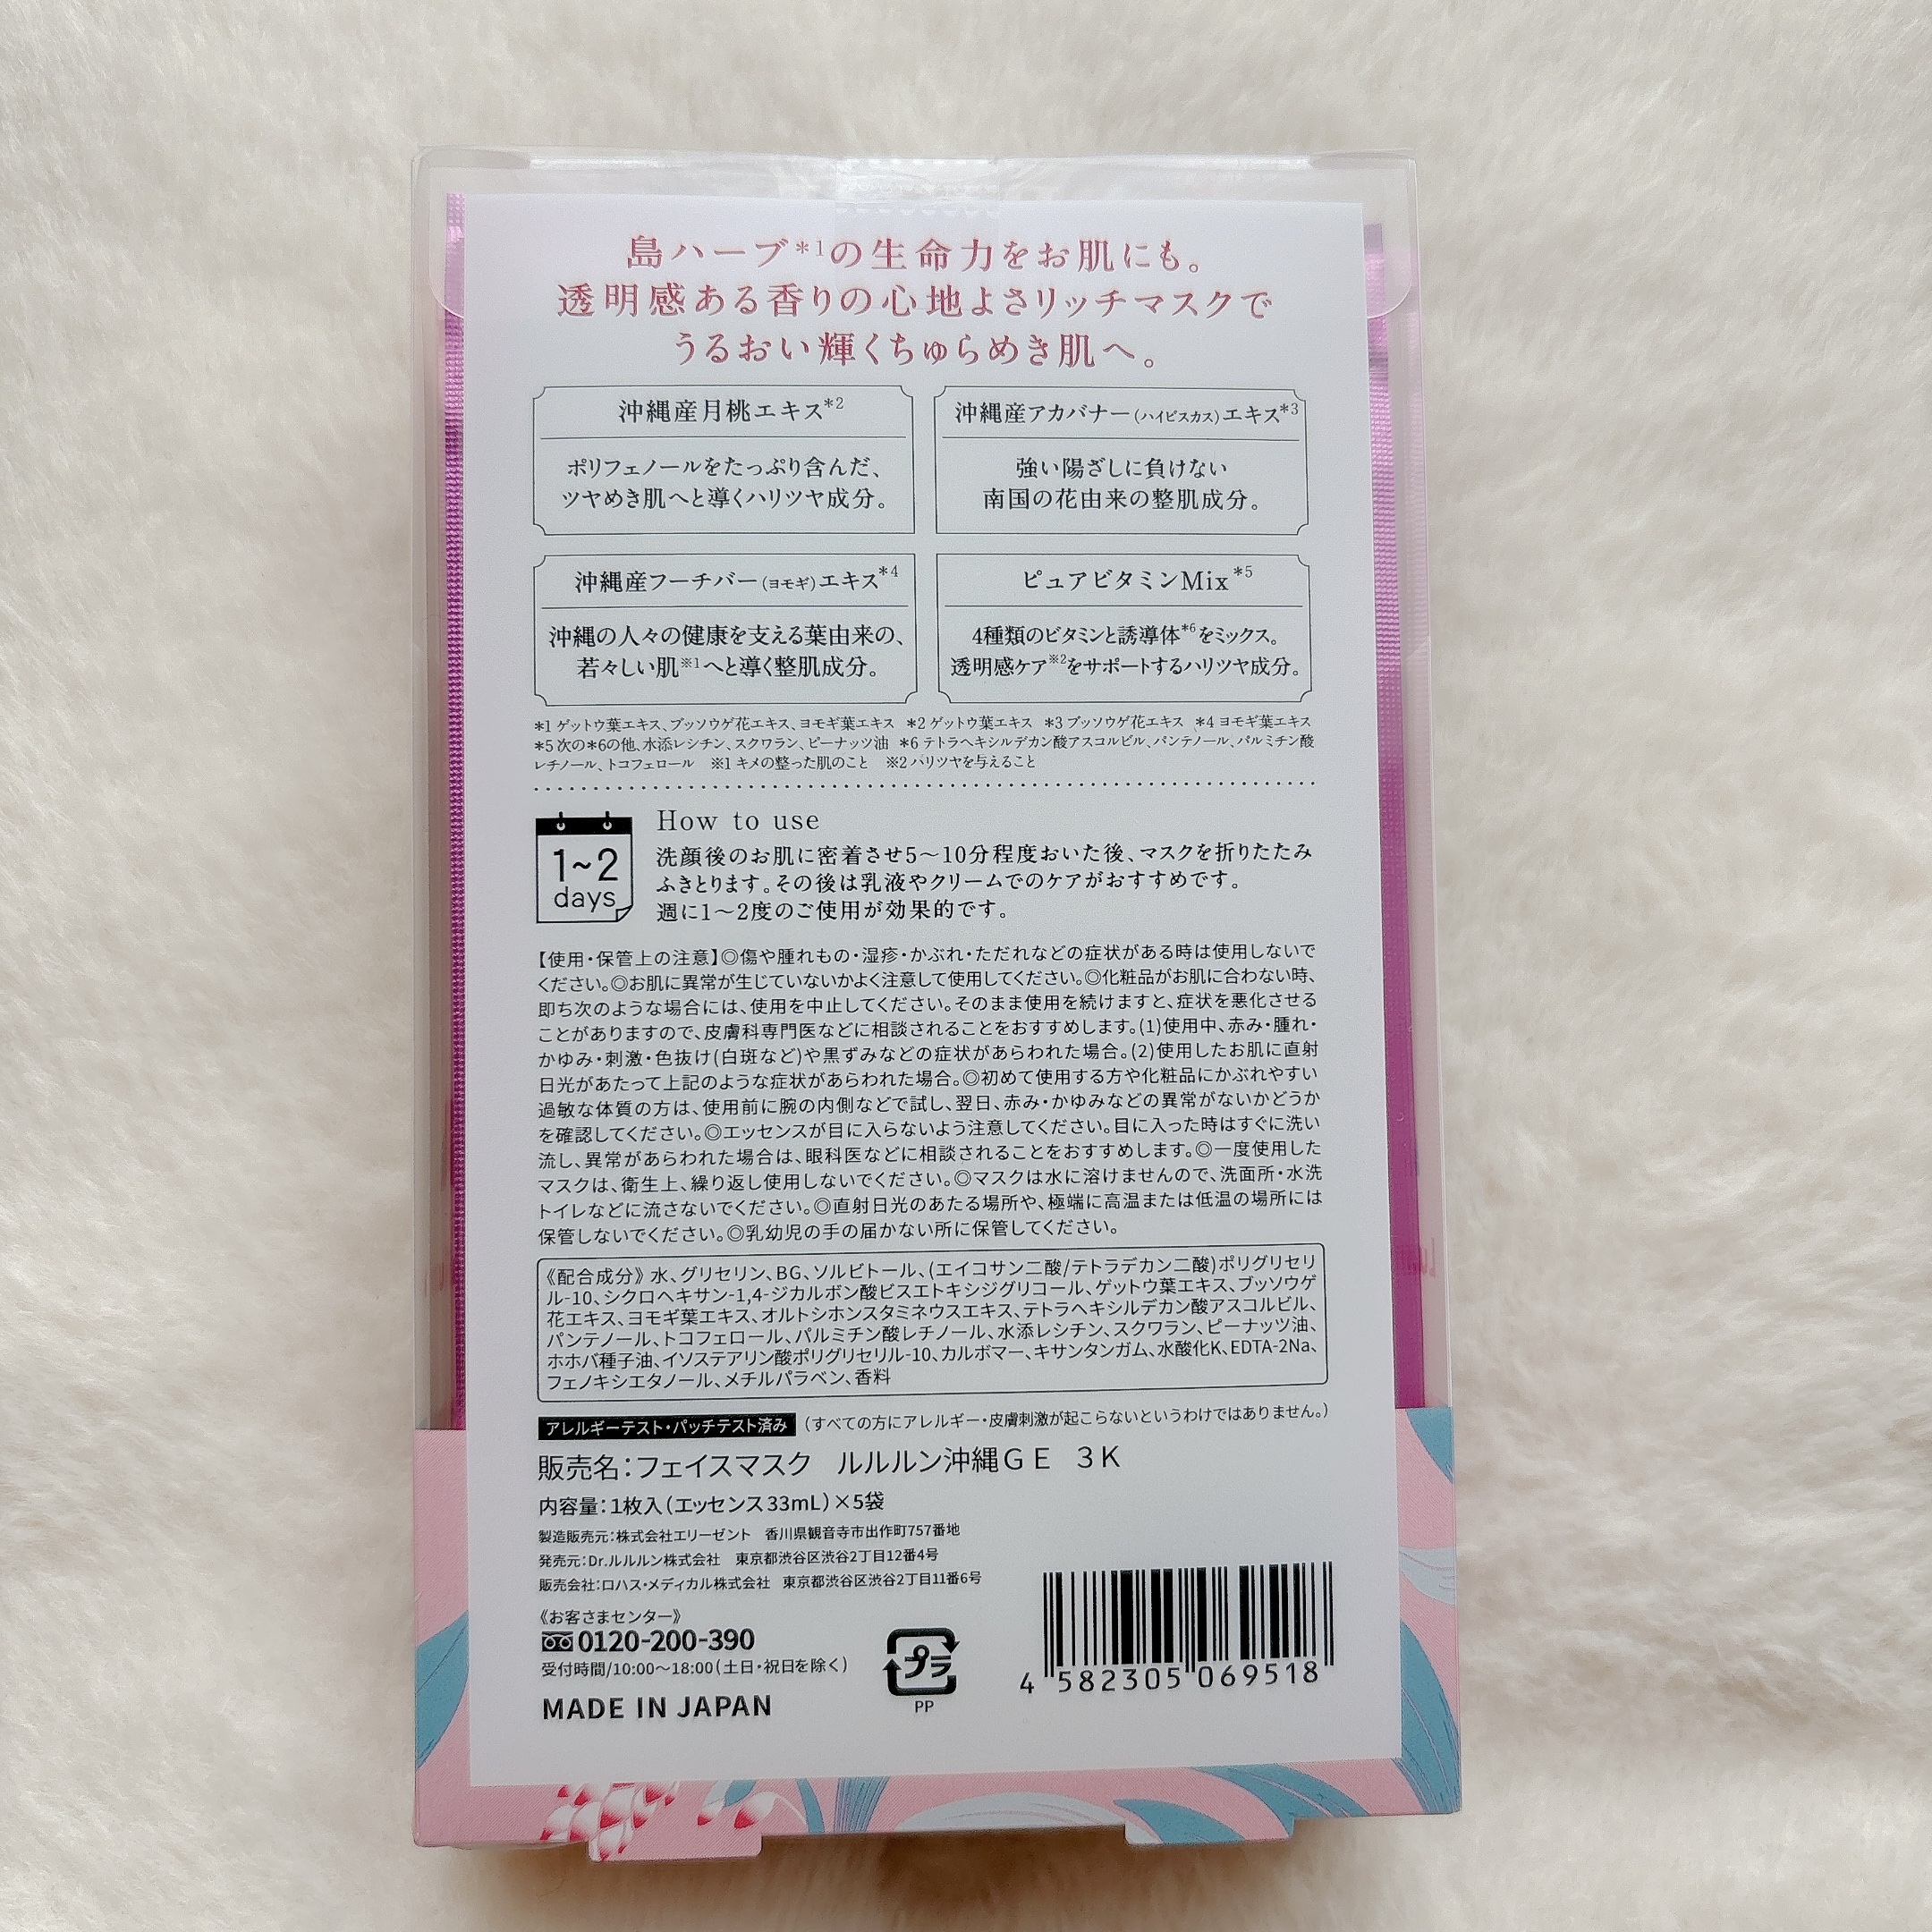 島ハーブ*1の生命力をお肌にも。
透明感ある香りの心地よさリッチマスクで
うるおい輝くちゅらめき肌へ。
沖縄産月桃エキス*2
ポリフェノールをたっぷり含んだ、
ツヤめき肌へと導くハリツヤ成分。
沖縄産アカバナー(ハイビスカス)エキス*3
強い陽ざしに負けない
南国の花由来の整肌成分。
沖縄産フーチバー(ヨモギ)エキス*4
沖縄の人々の健康を支える葉由来の、
若々しい肌※1へと導く整肌成分。
ピュアビタミンMix*5
4種類のビタミンと誘導体*6をミックス。
透明感ケア※2をサポートするハリツヤ成分。
*1 ゲットウ葉エキス、ブッソウゲ花エキス、ヨモギ葉エキス *2 ゲットウ葉エキス *3 ブッソウゲ花エキス *4 ヨモギ葉エキス
*5 次の*6の他、水添レシチン、スクワラン、ピーナッツ油 *6 テトラヘキシルデカン酸アスコルビル、パンテノール、パルミチン酸
レチノール、トコフェロール ※1 キメの整った肌のこと ※2 ハリツヤを与えること
1~2
days
How to use
洗顔後のお肌に密着させ5〜10分程度おいた後、マスクを折りたたみ
ふきとります。その後は乳液やクリームでのケアがおすすめです。
週に1〜2度のご使用が効果的です。
【使用・保管上の注意】◎傷や腫れもの・湿疹・かぶれ・ただれなどの症状がある時は使用しないで
ください。◎お肌に異常が生じていないかよく注意して使用してください。◎化粧品がお肌に合わない時、
即ち次のような場合には、使用を中止してください。そのまま使用を続けますと、症状を悪化させる
ことがありますので、皮膚科専門医などに相談されることをおすすめします。(1)使用中、赤み・腫れ・
かゆみ・刺激・色抜け(白斑など)や黒ずみなどの症状があらわれた場合。(2)使用したお肌に直射
日光があたって上記のような症状があらわれた場合。◎初めて使用する方や化粧品にかぶれやすい
過敏な体質の方は、使用前に腕の内側などで試し、翌日、赤み・かゆみなどの異常がないかどうか
を確認してください。◎エッセンスが目に入らないよう注意してください。目に入った時はすぐに洗い
流し、異常があらわれた場合は、眼科医などに相談されることをおすすめします。◎一度使用した
マスクは、衛生上、繰り返し使用しないでください。◎マスクは水に溶けませんので、洗面所・水洗
トイレなどに流さないでください。◎直射日光のあたる場所や、極端に高温または低温の場所には
保管しないでください。◎乳幼児の手の届かない所に保管してください。
《配合成分》水、グリセリン、BG、ソルビトール、(エイコサン二酸/テトラデカン二酸)ポリグリセリ
ル-10、シクロヘキサン-1,4-ジカルボン酸ビスエトキシジグリコール、ゲットウ葉エキス、ブッソウゲ
花エキス、ヨモギ葉エキス、オルトシホンスタミネウスエキス、テトラヘキシルデカン酸アスコルビル、
パンテノール、トコフェロール、パルミチン酸レチノール、水添レシチン、スクワラン、ピーナッツ油、
ホホバ種子油、イソステアリン酸ポリグリセリル-10、カルボマー、キサンタンガム、水酸化K、EDTA-2Na、
フェノキシエタノール、メチルパラベン、香料
アレルギーテスト・パッチテスト済み (すべての方にアレルギー・皮膚刺激が起こらないというわけではありません。)
販売名：フェイスマスク ルルルン沖縄ＧＥ ３Ｋ
内容量：1枚入(エッセンス33mL)×5袋
製造販売元：株式会社エリーゼント 香川県観音寺市出作町757番地
発売元：Dr.ルルルン株式会社 東京都渋谷区渋谷2丁目12番4号
販売会社：ロハス・メディカル株式会社 東京都渋谷区渋谷2丁目11番6号
《お客さまセンター》
0120-200-390
受付時間/10:00〜18:00(土日・祝日を除く)
MADE IN JAPAN
プラ
PP
4 582305 069518